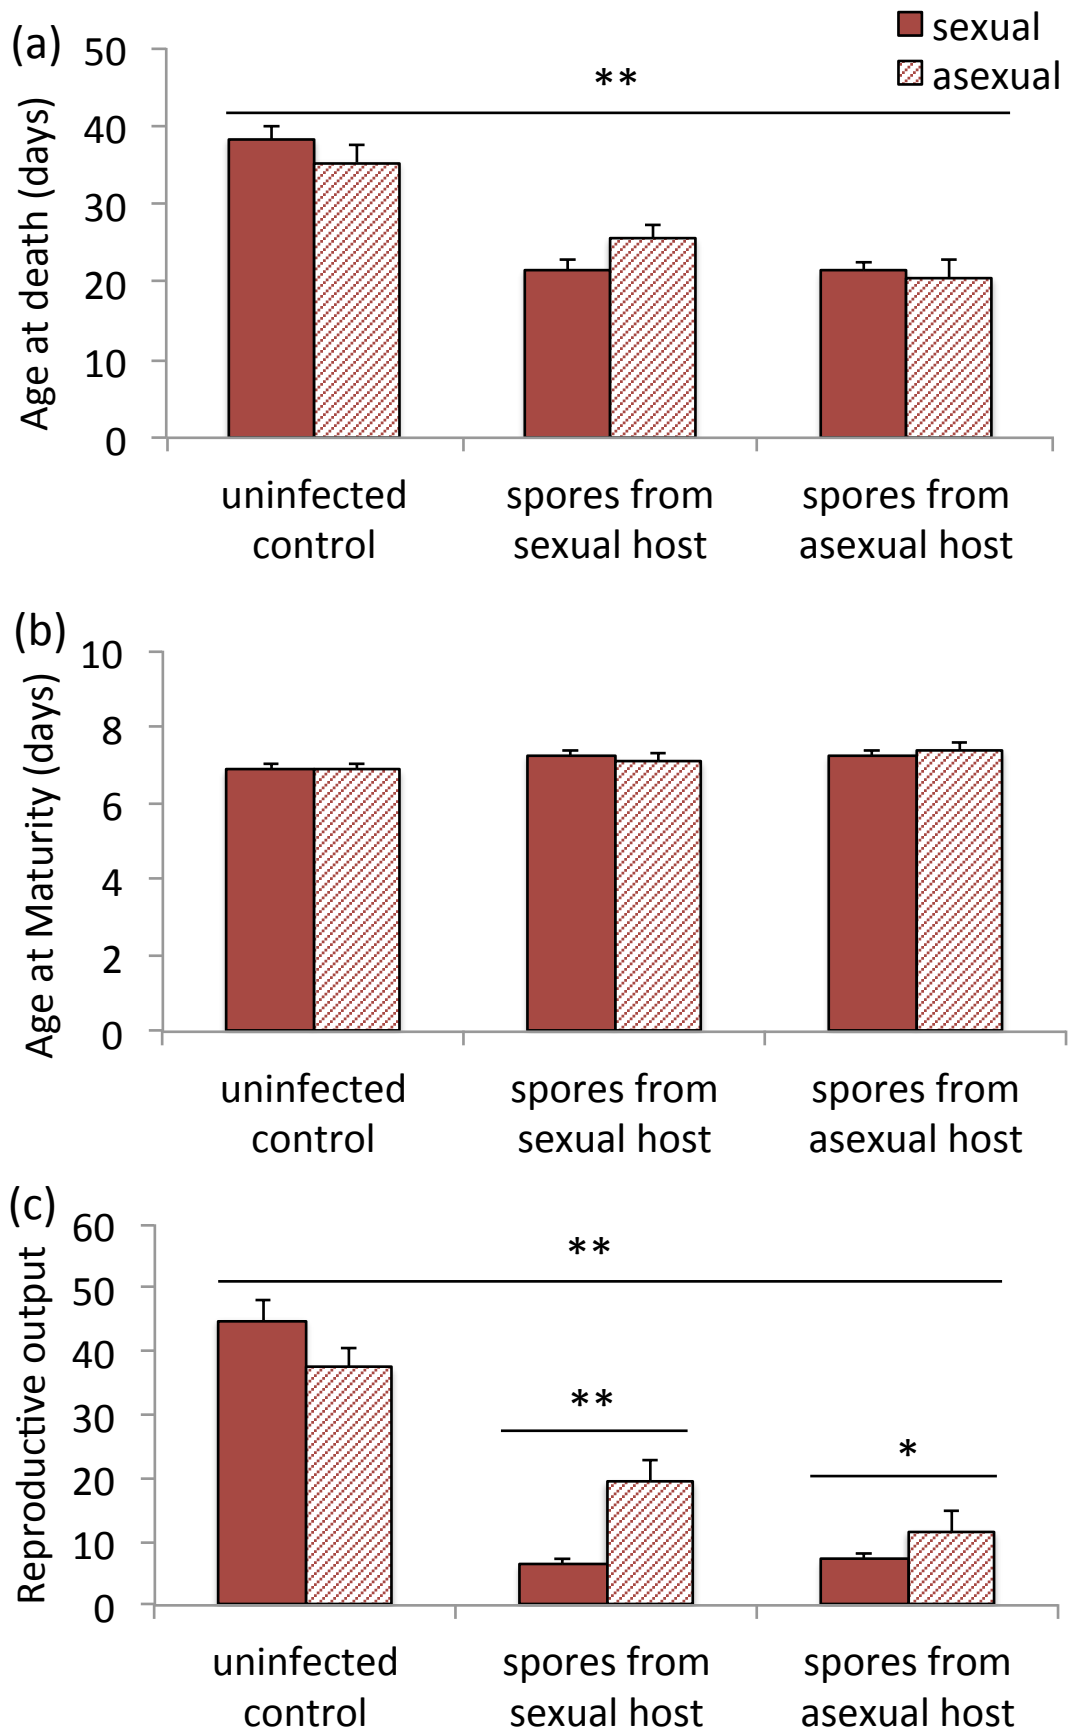 (a)
sexual
asexual
**
50
40
30
20
10
0
Age at death (days)
uninfected control
spores from sexual host
spores from asexual host
(b)
10
8
6
4
2
0
Age at Maturity (days)
uninfected control
spores from sexual host
spores from asexual host
(c)
60
50
40
30
20
10
0
Reproductive output
**
**
*
uninfected control
spores from sexual host
spores from asexual host